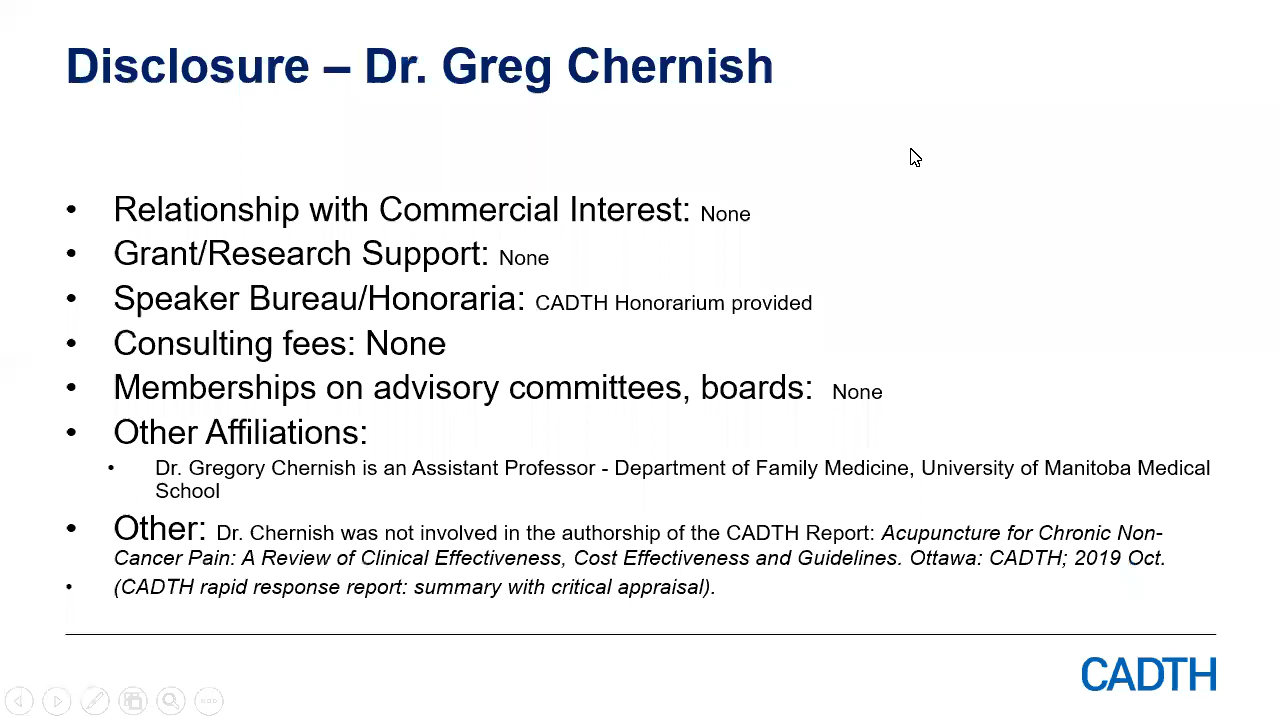 Disclosure – Dr. Greg Chernish
• Relationship with Commercial Interest: None
• Grant/Research Support: None
• Speaker Bureau/Honoraria: CADTH Honorarium provided
• Consulting fees: None
• Memberships on advisory committees, boards: None
• Other Affiliations:
• Dr. Gregory Chernish is an Assistant Professor - Department of Family Medicine, University of Manitoba Medical
School
• Other: Dr. Chernish was not involved in the authorship of the CADTH Report: Acupuncture for Chronic Non-
Cancer Pain: A Review of Clinical Effectiveness, Cost Effectiveness and Guidelines. Ottawa: CADTH; 2019 Oct.
• (CADTH rapid response report: summary with critical appraisal).
CADTH